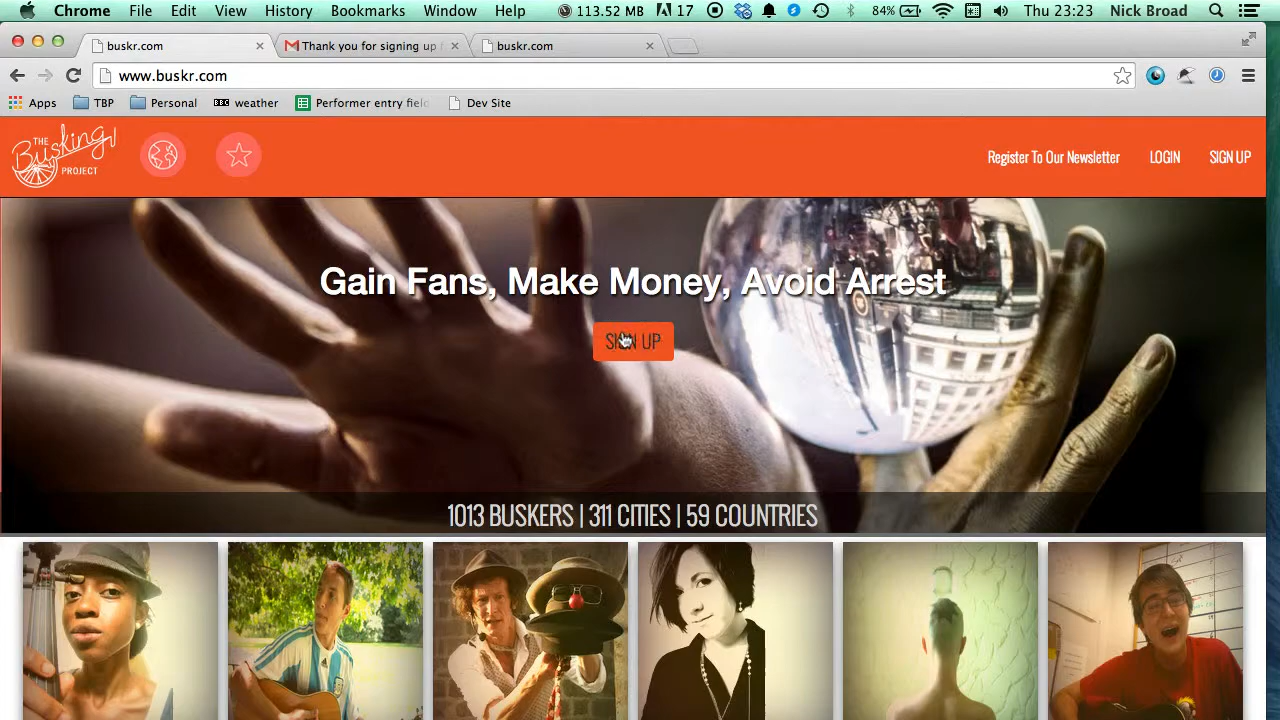 Chrome File Edit View History Bookmarks Window Help 113.52 MB 17 84% Thu 23:23 Nick Broad
buskr.com Thank you for signing up buskr.com
www.buskr.com
Apps TBP Personal BBC weather Performer entry field Dev Site
THE Busking PROJECT
Register To Our Newsletter LOGIN SIGN UP
Gain Fans, Make Money, Avoid Arrest
SIGN UP
1013 BUSKERS | 311 CITIES | 59 COUNTRIES